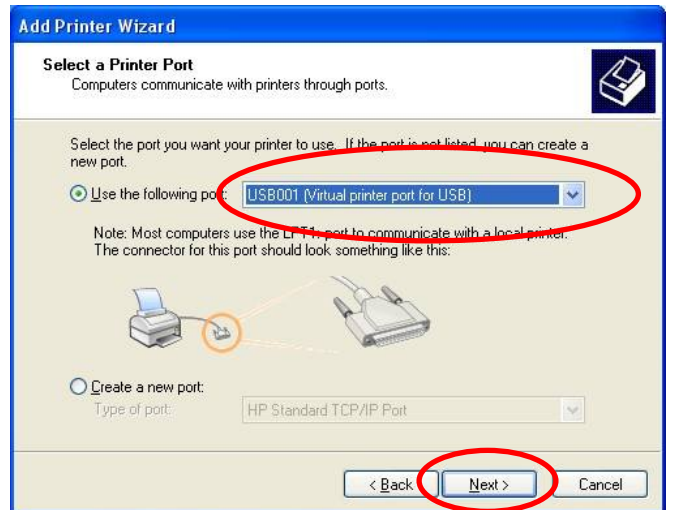 Add Printer Wizard
Select a Printer Port
Computers communicate with printers through ports.
Select the port you want your printer to use. If the port is not listed, you can create a
new port.
Use the following port: USB001 (Virtual printer port for USB)
Note: Most computers use the LPT1: port to communicate with a local printer.
The connector for this port should look something like this:
Create a new port:
Type of port: HP Standard TCP/IP Port
< Back Next > Cancel